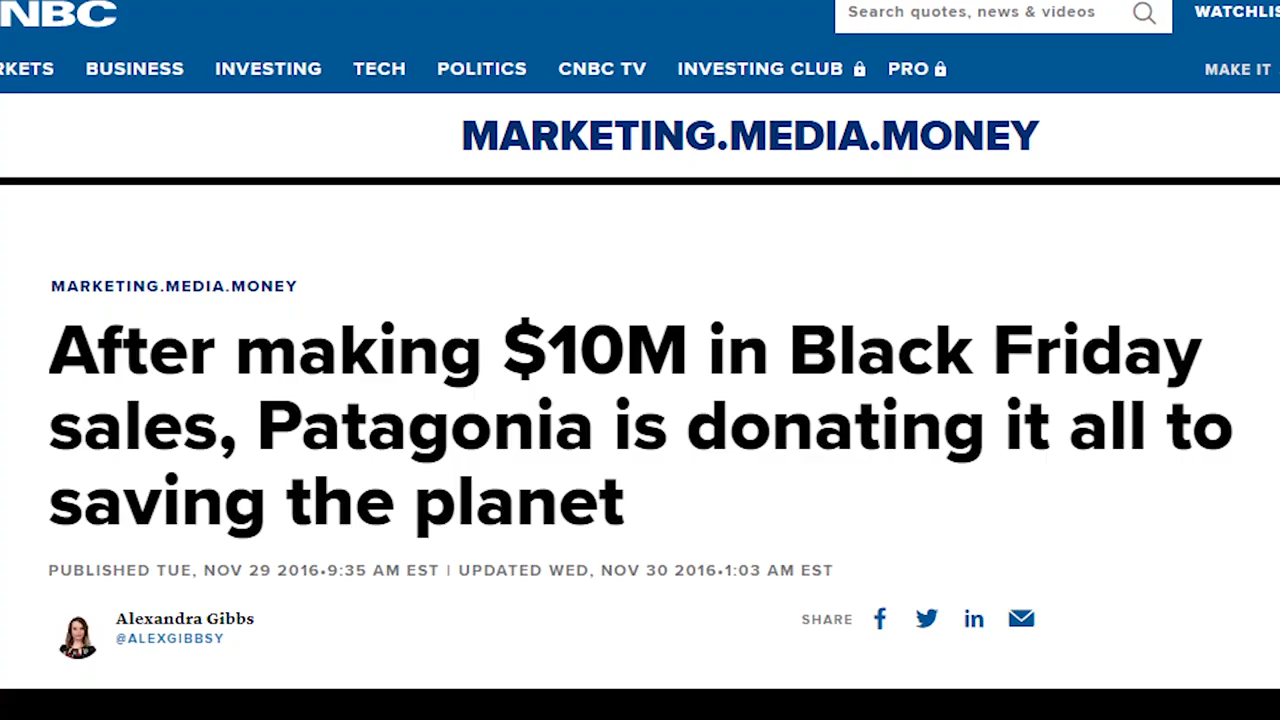 NBC
Search quotes, news & videos
WATCHLIS
RKETS BUSINESS INVESTING TECH POLITICS CNBC TV INVESTING CLUB PRO MAKE IT
MARKETING.MEDIA.MONEY
MARKETING.MEDIA.MONEY
After making $10M in Black Friday
sales, Patagonia is donating it all to
saving the planet
PUBLISHED TUE, NOV 29 2016•9:35 AM EST | UPDATED WED, NOV 30 2016•1:03 AM EST
Alexandra Gibbs
@ALEXGIBBSY
SHARE